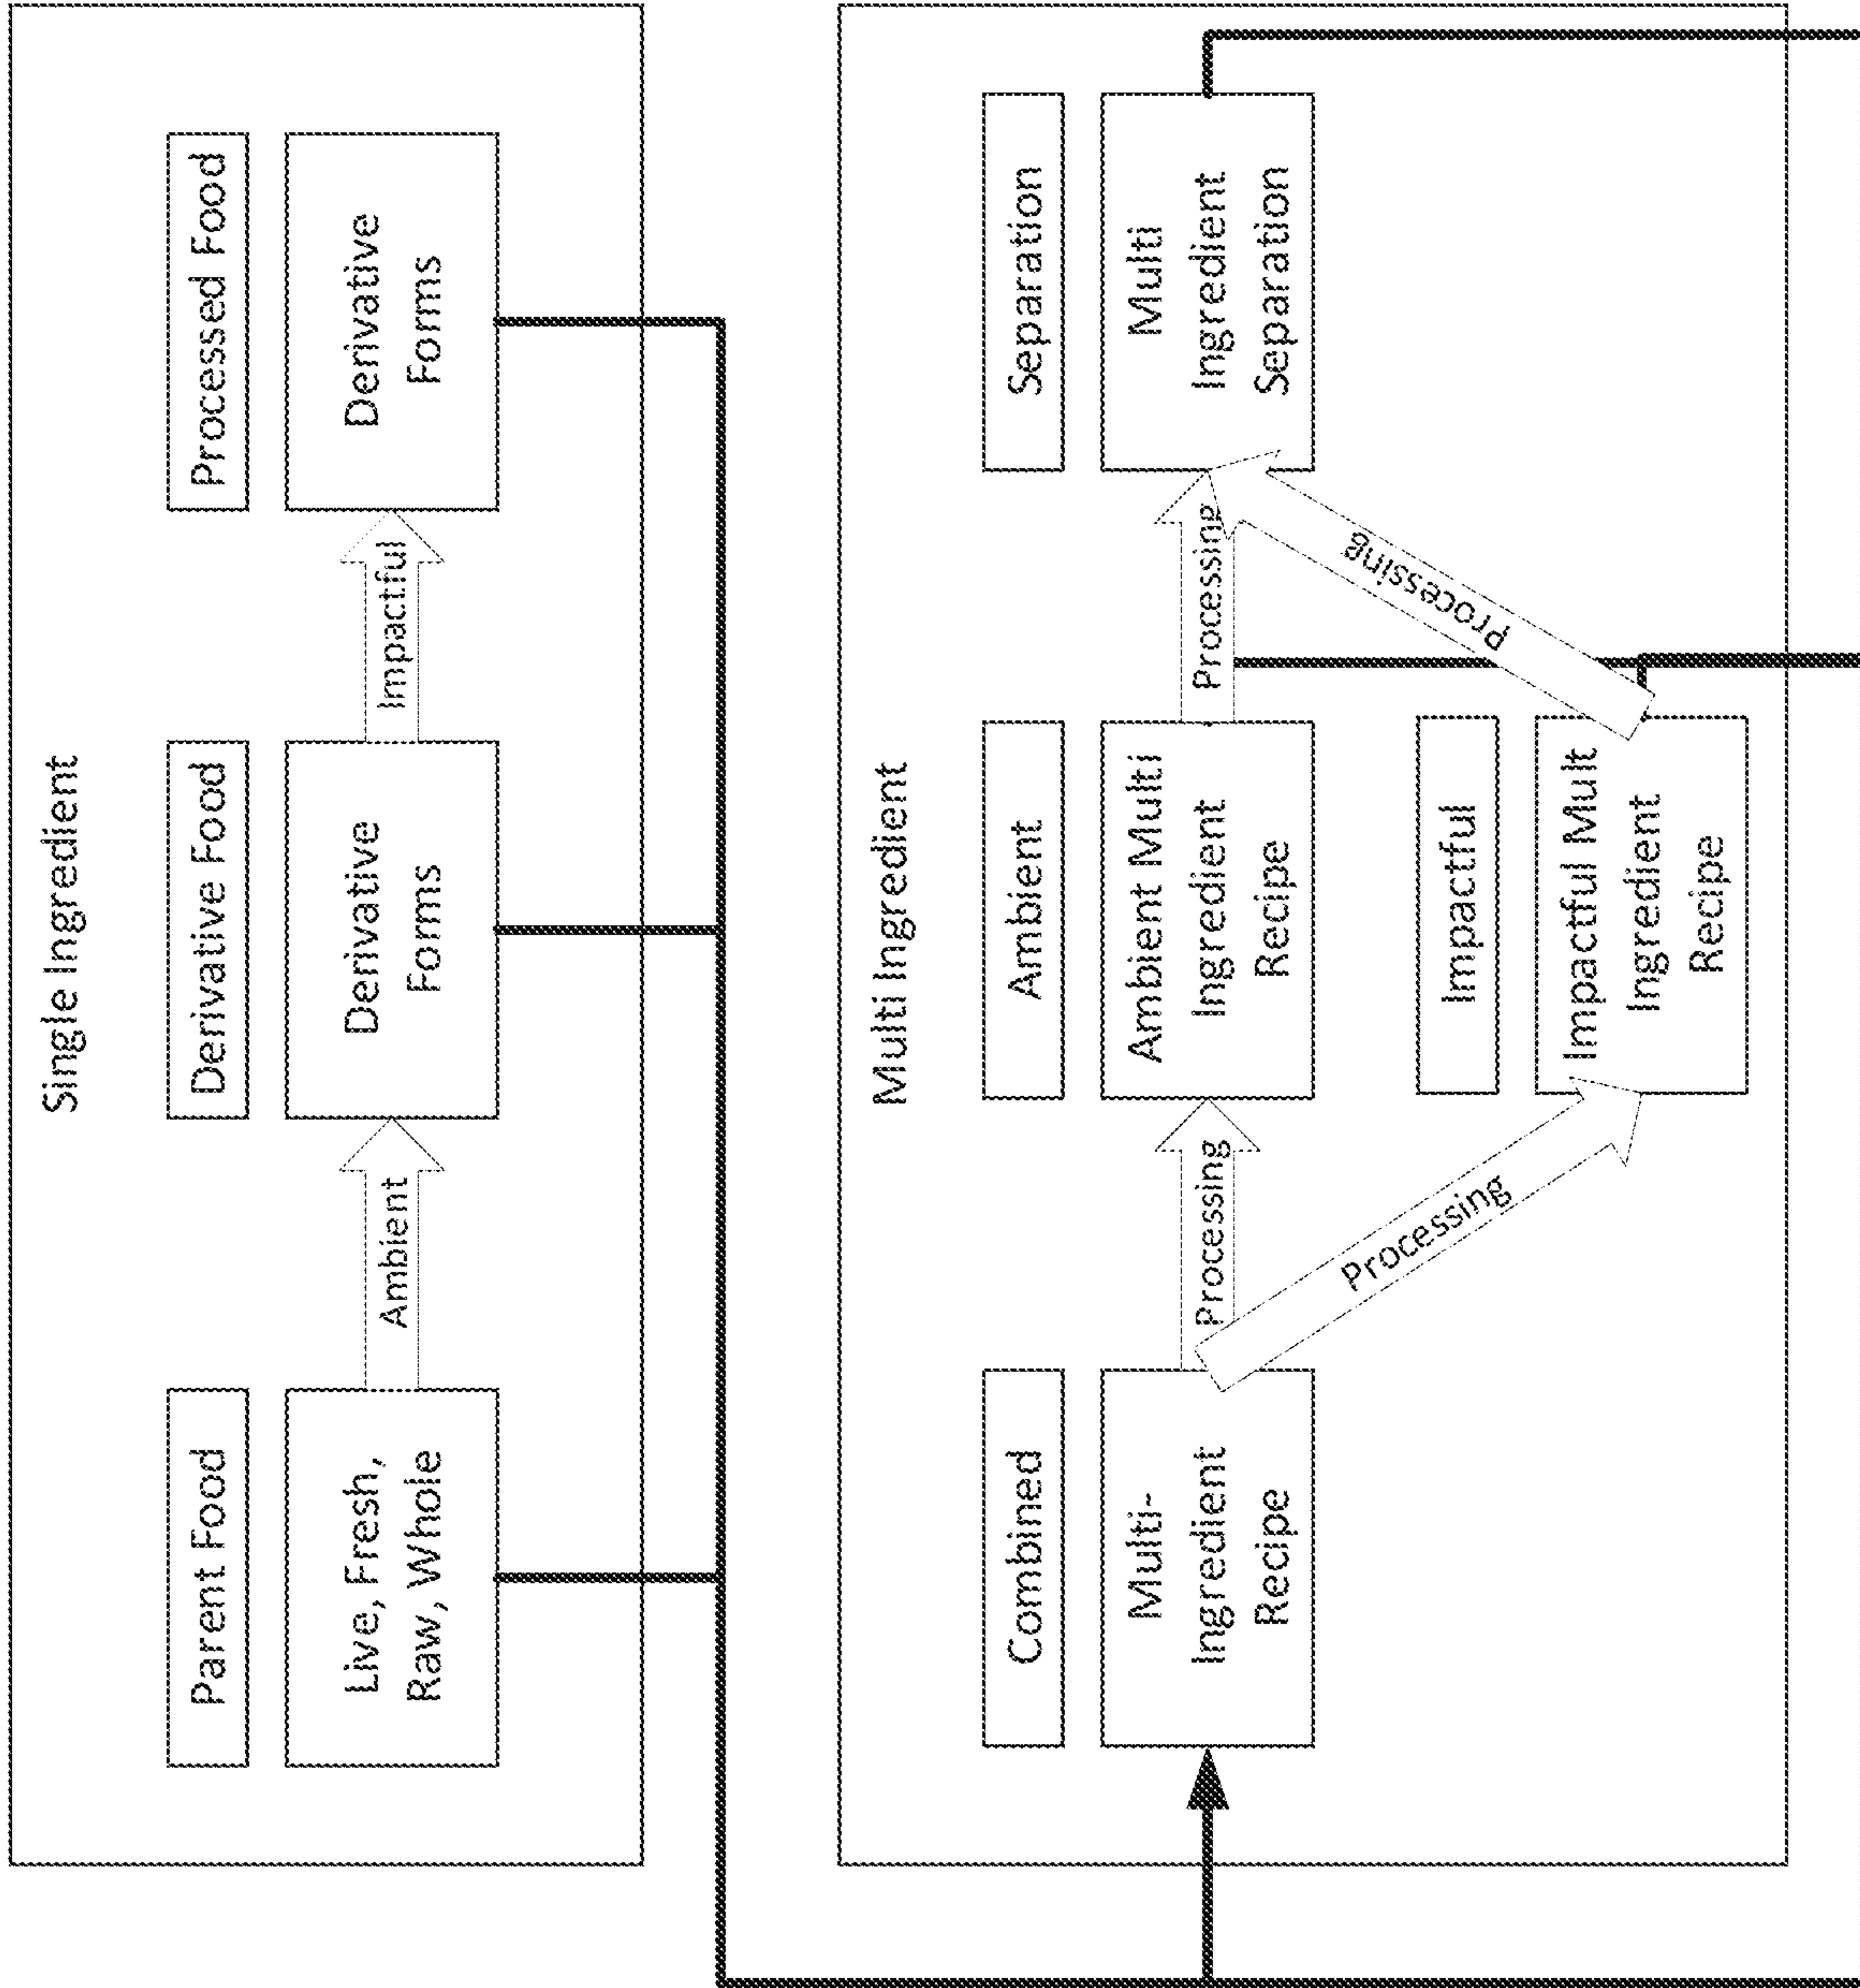 Single Ingredient
Parent Food
Live, Fresh,
Raw, Whole
Ambient
Derivative Food
Derivative
Forms
Impactful
Processed Food
Derivative
Forms
Multi Ingredient
Combined
Multi-
Ingredient
Recipe
Processing
Processing
Ambient
Ambient Multi
Ingredient
Recipe
Impactful
Impactful Mult
Ingredient
Recipe
Processing
Processing
Separation
Multi
Ingredient
Separation